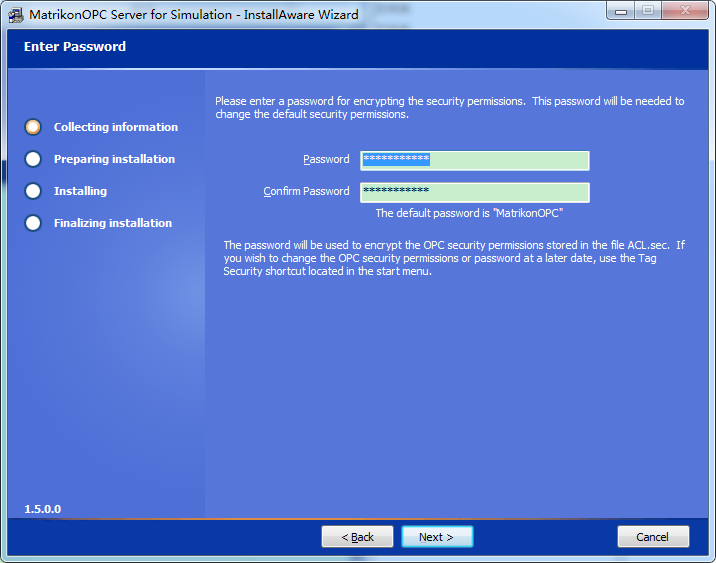 MatrikonOPC Server for Simulation - InstallAware Wizard
Enter Password
Please enter a password for encrypting the security permissions.  This password will be needed to
change the default security permissions.
Collecting information
Preparing installation
Installing
Finalizing installation
Password
***********
Confirm Password
***********
The default password is "MatrikonOPC"
The password will be used to encrypt the OPC security permissions stored in the file ACL.sec.  If
you wish to change the OPC security permissions or password at a later date, use the Tag
Security shortcut located in the start menu.
1.5.0.0
< Back
Next >
Cancel